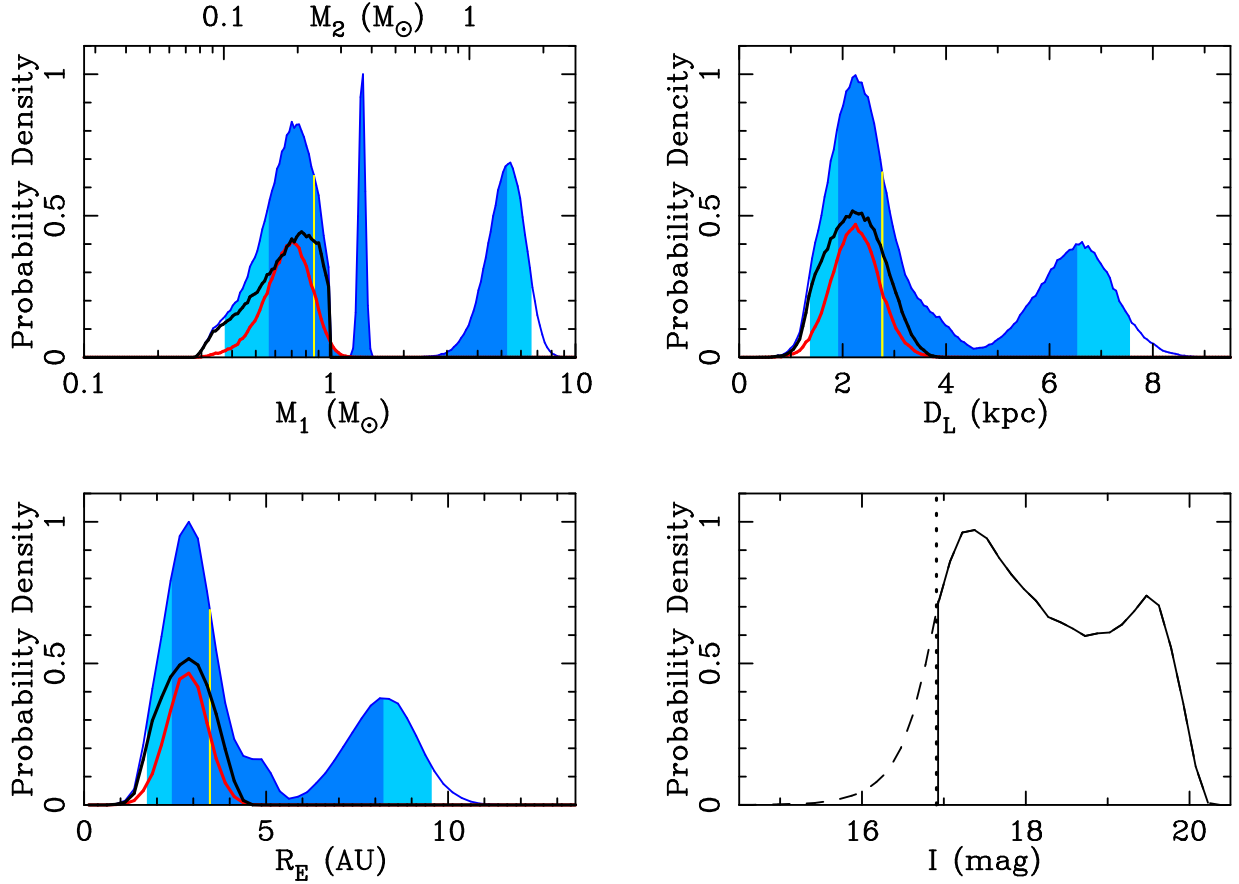 0.1 M₂ (M⊙) 1
Probability Density
0 0.5 1
0.1 1 10
M₁ (M⊙)
Probability Dencity
0 0.5 1
0 2 4 6 8
D_L (kpc)
Probability Density
0 0.5 1
0 5 10
R_E (AU)
Probability Density
0 0.5 1
16 18 20
I (mag)